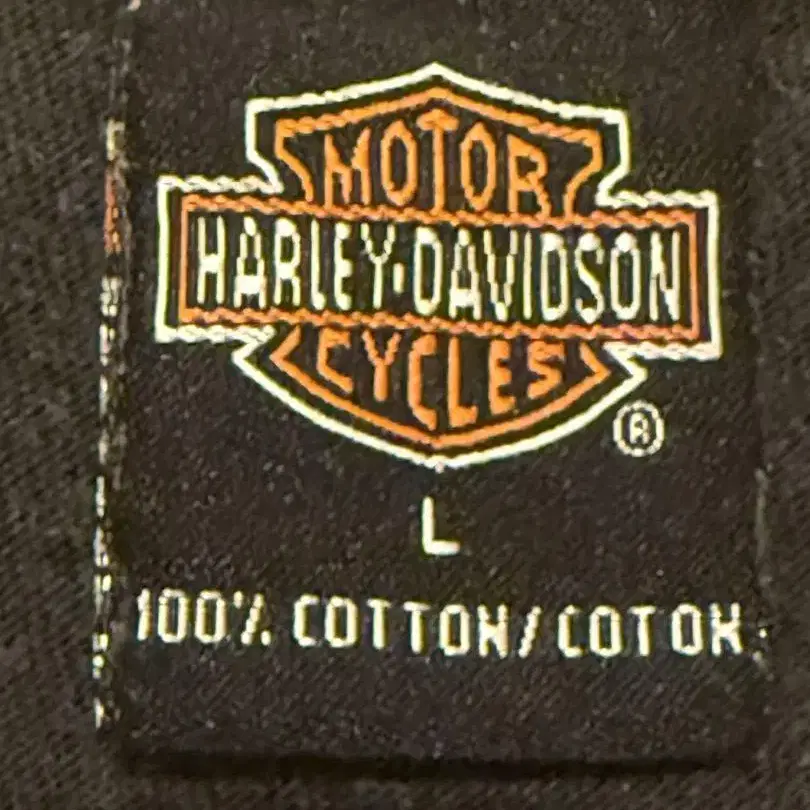 MOTOR
HARLEY-DAVIDSON
CYCLES
®
L
100% COTTON/COTON